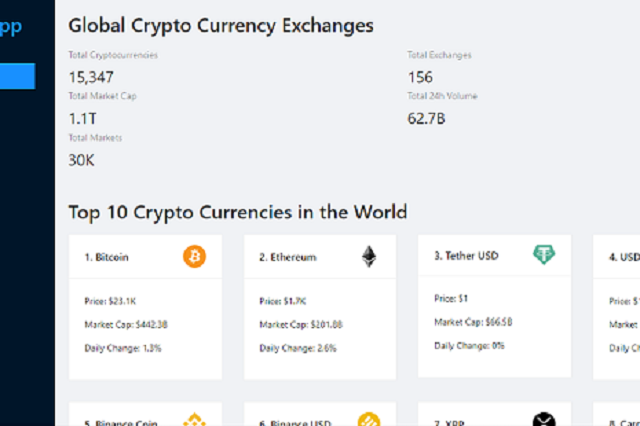 pp
Global Crypto Currency Exchanges
Total Cryptocurrencies
Total Exchanges
15,347
156
Total Market Cap
Total 24h Volume
1.1T
62.7B
Total Markets
30K
Top 10 Crypto Currencies in the World
1. Bitcoin
2. Ethereum
3. Tether USD
4. USD
Price: $23.1K
Price: $1.7K
Price: $1
Price: $
Market Cap: $442.3B
Market Cap: $201.8B
Market Cap: $66.5B
Market
Daily Change: 1.3%
Daily Change: 2.6%
Daily Change: 0%
Daily Ch
5. Binance Coin
6. Binance USD
7. XRP
8. Car